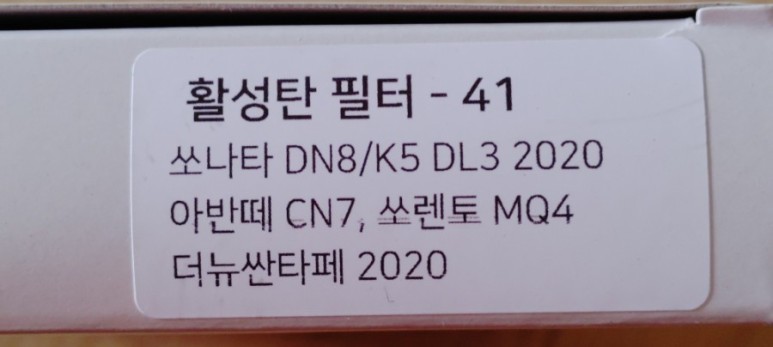 활성탄 필터 - 41
쏘나타 DN8/K5 DL3 2020
아반떼 CN7, 쏘렌토 MQ4
더뉴싼타페 2020